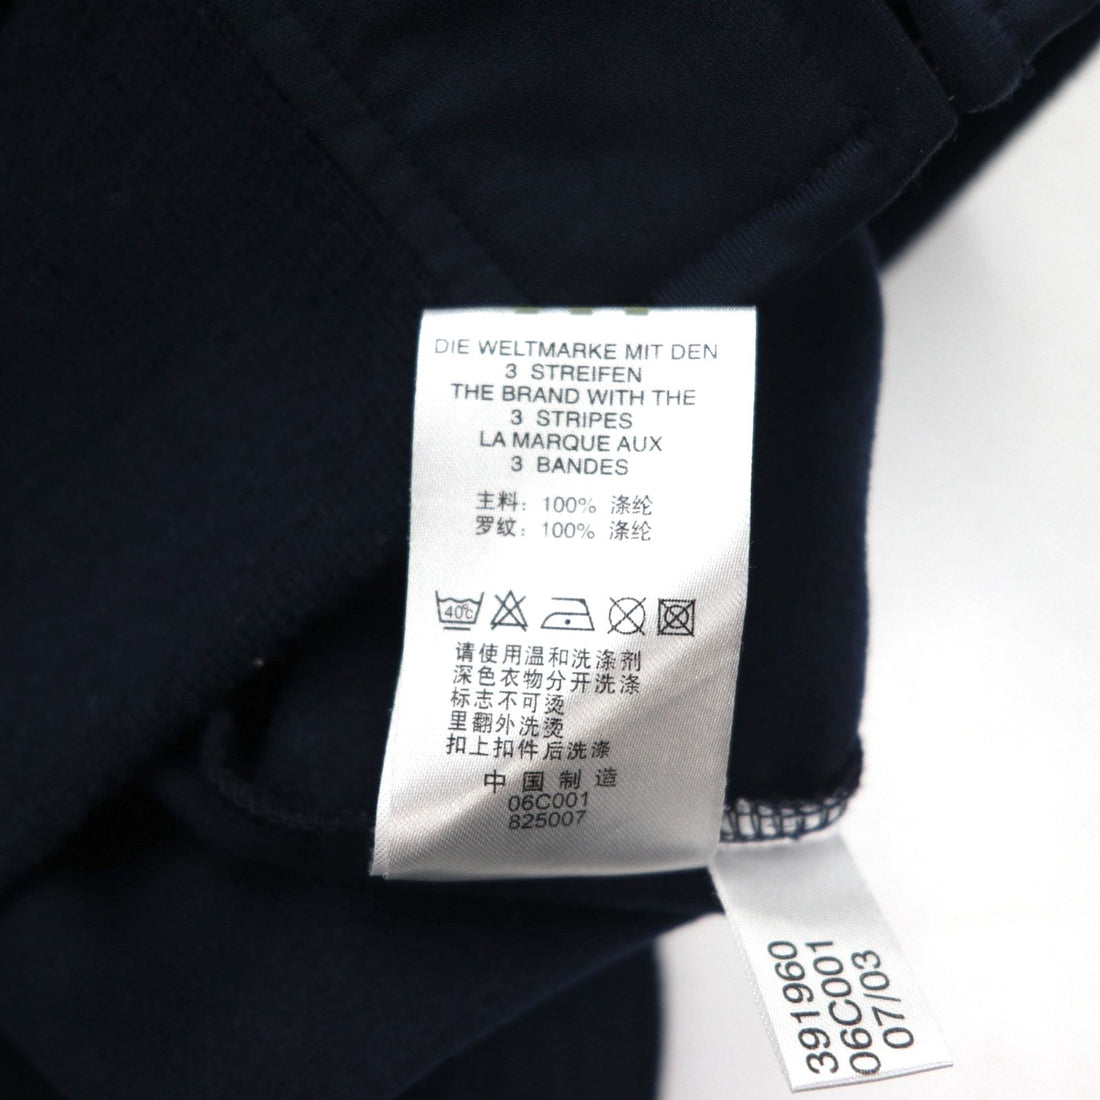 DIE WELTMARKE MIT DEN
3 STREIFEN
THE BRAND WITH THE
3 STRIPES
LA MARQUE AUX
3 BANDES
主料：100% 涤纶
罗纹：100% 涤纶
40℃
请使用温和洗涤剂
深色衣物分开洗涤
标志不可烫
里翻外洗烫
扣上扣件后洗涤
中国制造
06C001
825007
391960
06C001
07/03